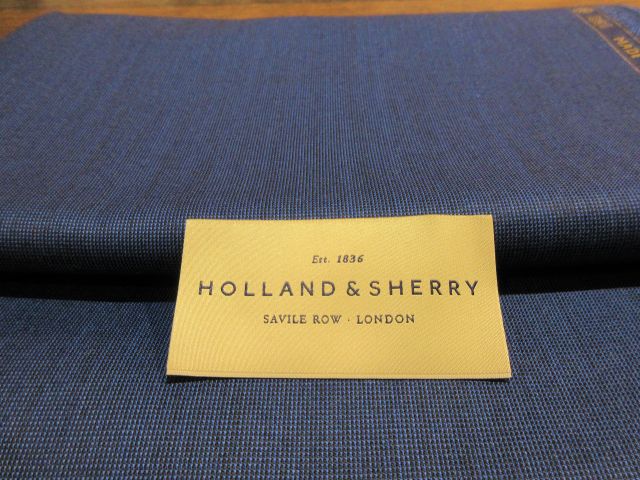 Est. 1836
HOLLAND & SHERRY
SAVILE ROW · LONDON